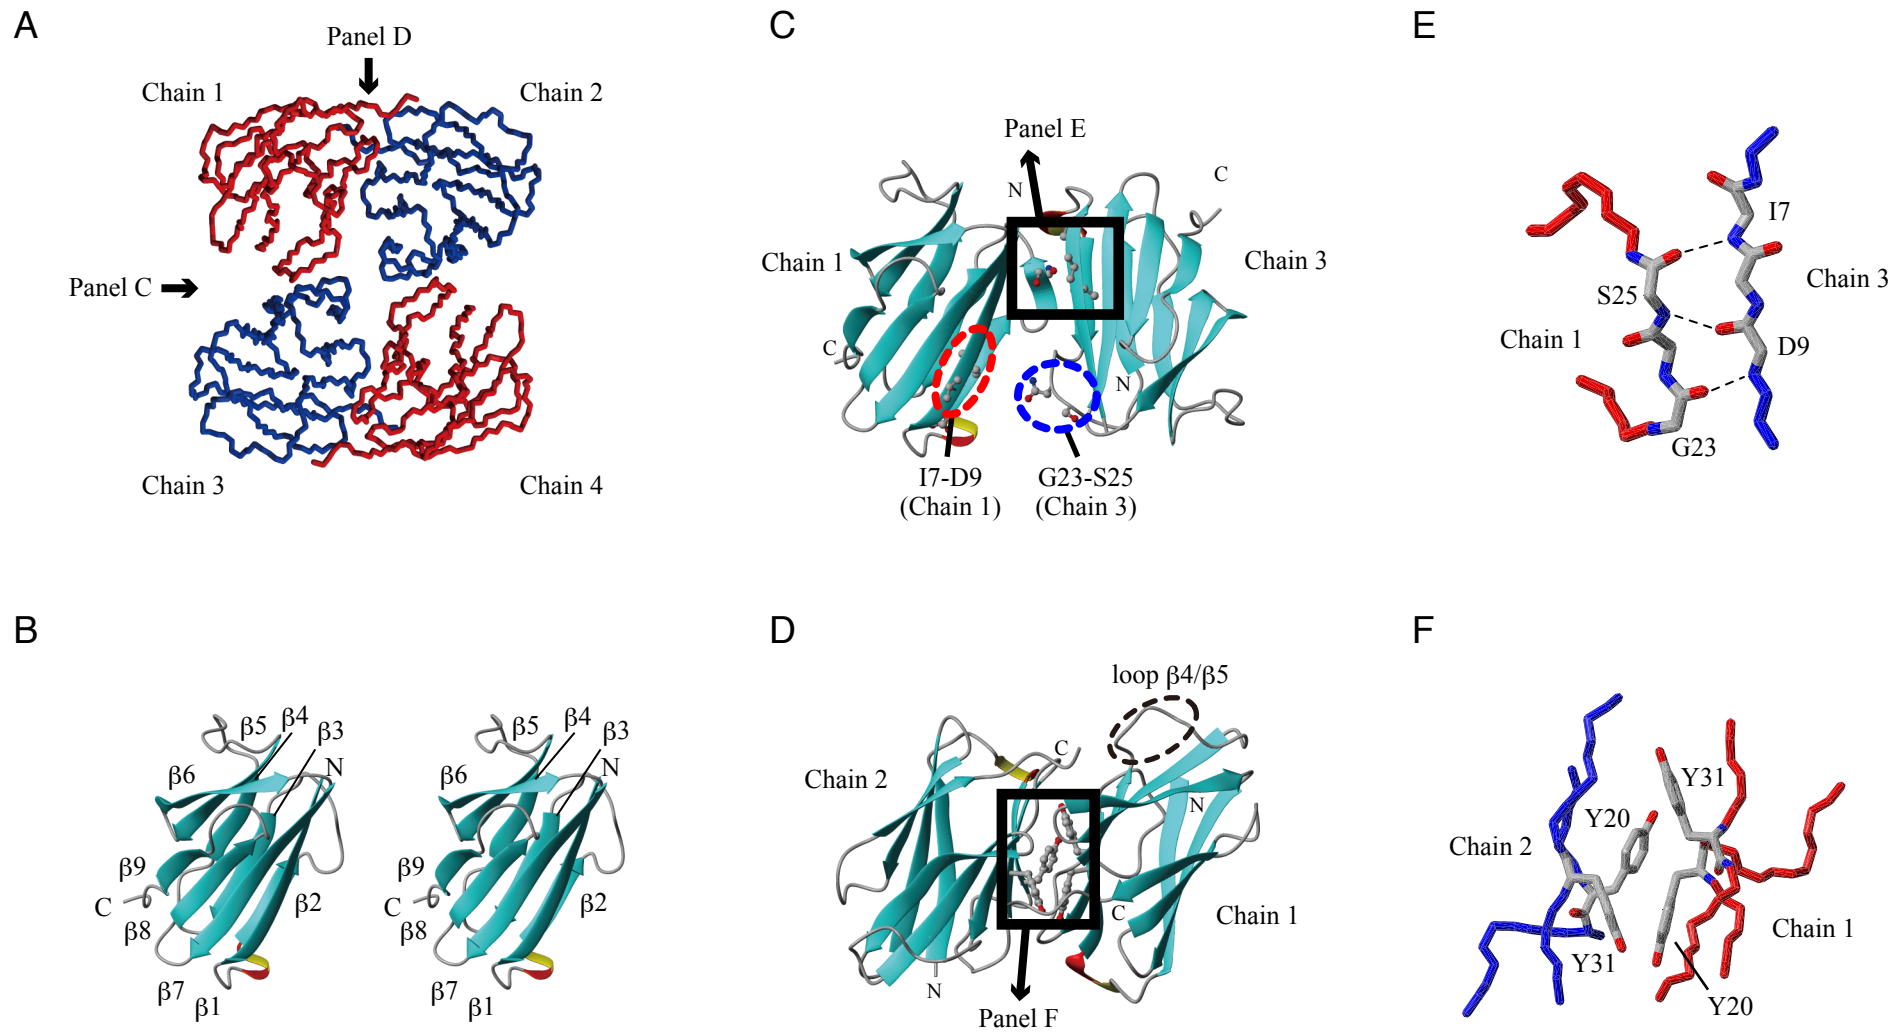 A
Panel D
Chain 1
Chain 2
Panel C
Chain 3
Chain 4
B
β5
β4
β3
N
β6
β9
C
β8
β2
β7
β1
β5
β4
β3
N
β6
β9
C
β8
β2
β7
β1
C
Panel E
N
C
Chain 1
Chain 3
C
N
I7-D9
(Chain 1)
G23-S25
(Chain 3)
D
loop β4/β5
C
Chain 2
N
C
Chain 1
N
Panel F
E
I7
S25
Chain 3
Chain 1
D9
G23
F
Y31
Y20
Chain 2
Chain 1
Y31
Y20